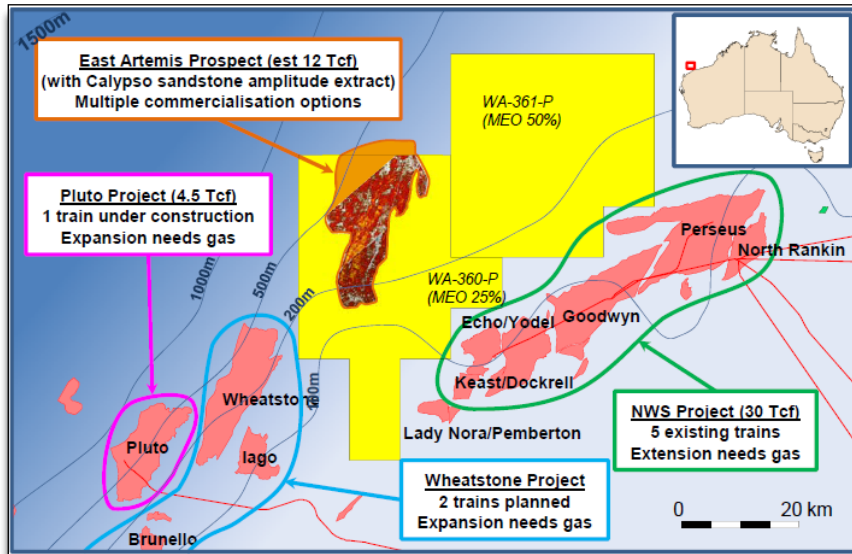 1500m
East Artemis Prospect (est 12 Tcf)
(with Calypso sandstone amplitude extract)
Multiple commercialisation options
WA-361-P
(MEO 50%)
Pluto Project (4.5 Tcf)
1 train under construction
Expansion needs gas
1000m
500m
200m
100m
WA-360-P
(MEO 25%)
Perseus
North Rankin
Echo/Yodel
Goodwyn
Keast/Dockrell
Lady Nora/Pemberton
Wheatstone
Iago
Pluto
Brunello
NWS Project (30 Tcf)
5 existing trains
Extension needs gas
Wheatstone Project
2 trains planned
Expansion needs gas
0 20 km